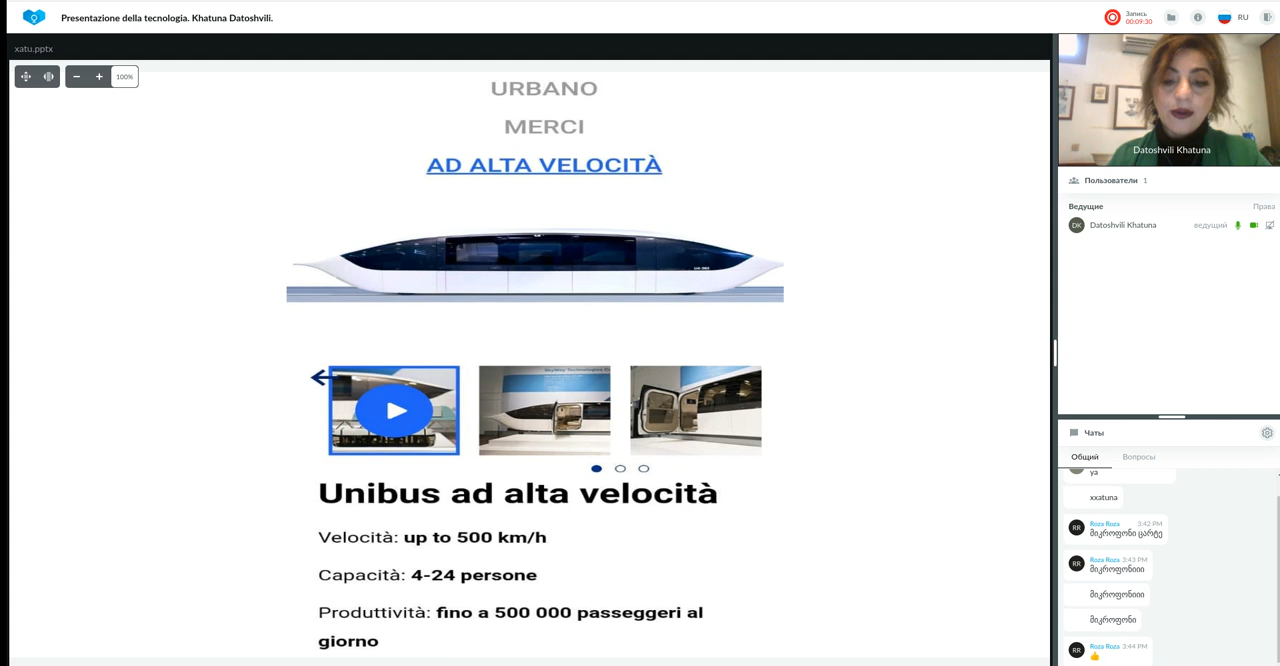 Presentazione della tecnologia. Khatuna Datoshvili.
Запись
00:09:30
RU
xatu.pptx
100%
URBANO
MERCI
AD ALTA VELOCITÀ
Unibus ad alta velocità
Velocità: up to 500 km/h
Capacità: 4-24 persone
Produttività: fino a 500 000 passeggeri al
giorno
Datoshvili Khatuna
Пользователи 1
Ведущие Права
DK Datoshvili Khatuna ведущий
Чаты
Общий Вопросы
ya
xxatuna
RR Roza Roza 3:42 PM
მიკროფონი ცარტე
RR Roza Roza 3:43 PM
მიკროფონიიი
მიკროფონიიი
მიკროფონი
RR Roza Roza 3:44 PM
👍